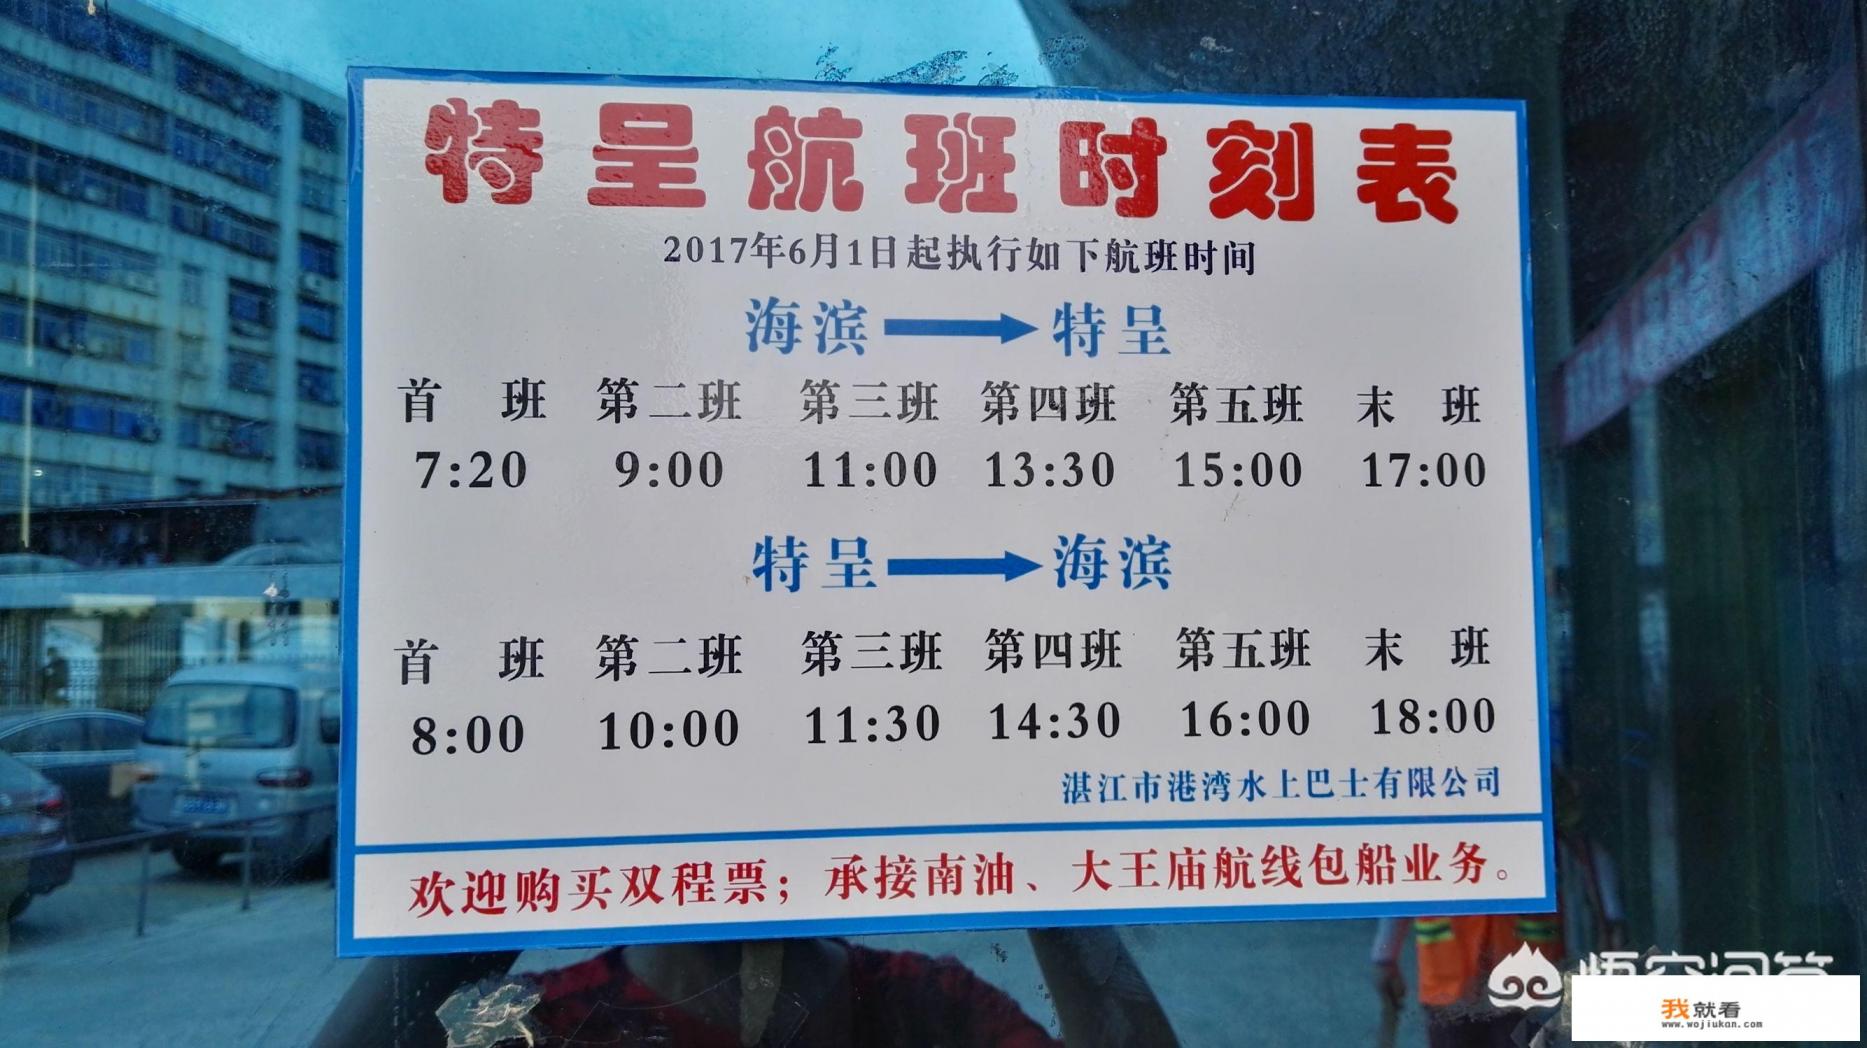 特呈航班时刻表
2017年6月1日起执行如下航班时间
海滨→特呈
首 班 第二班 第三班 第四班 第五班 末 班
7:20 9:00 11:00 13:30 15:00 17:00
特呈→海滨
首 班 第二班 第三班 第四班 第五班 末 班
8:00 10:00 11:30 14:30 16:00 18:00
湛江市港湾水上巴士有限公司
欢迎购买双程票；承接南油、大王庙航线包船业务。
悟空问答
我就看
www.wojiukan.com